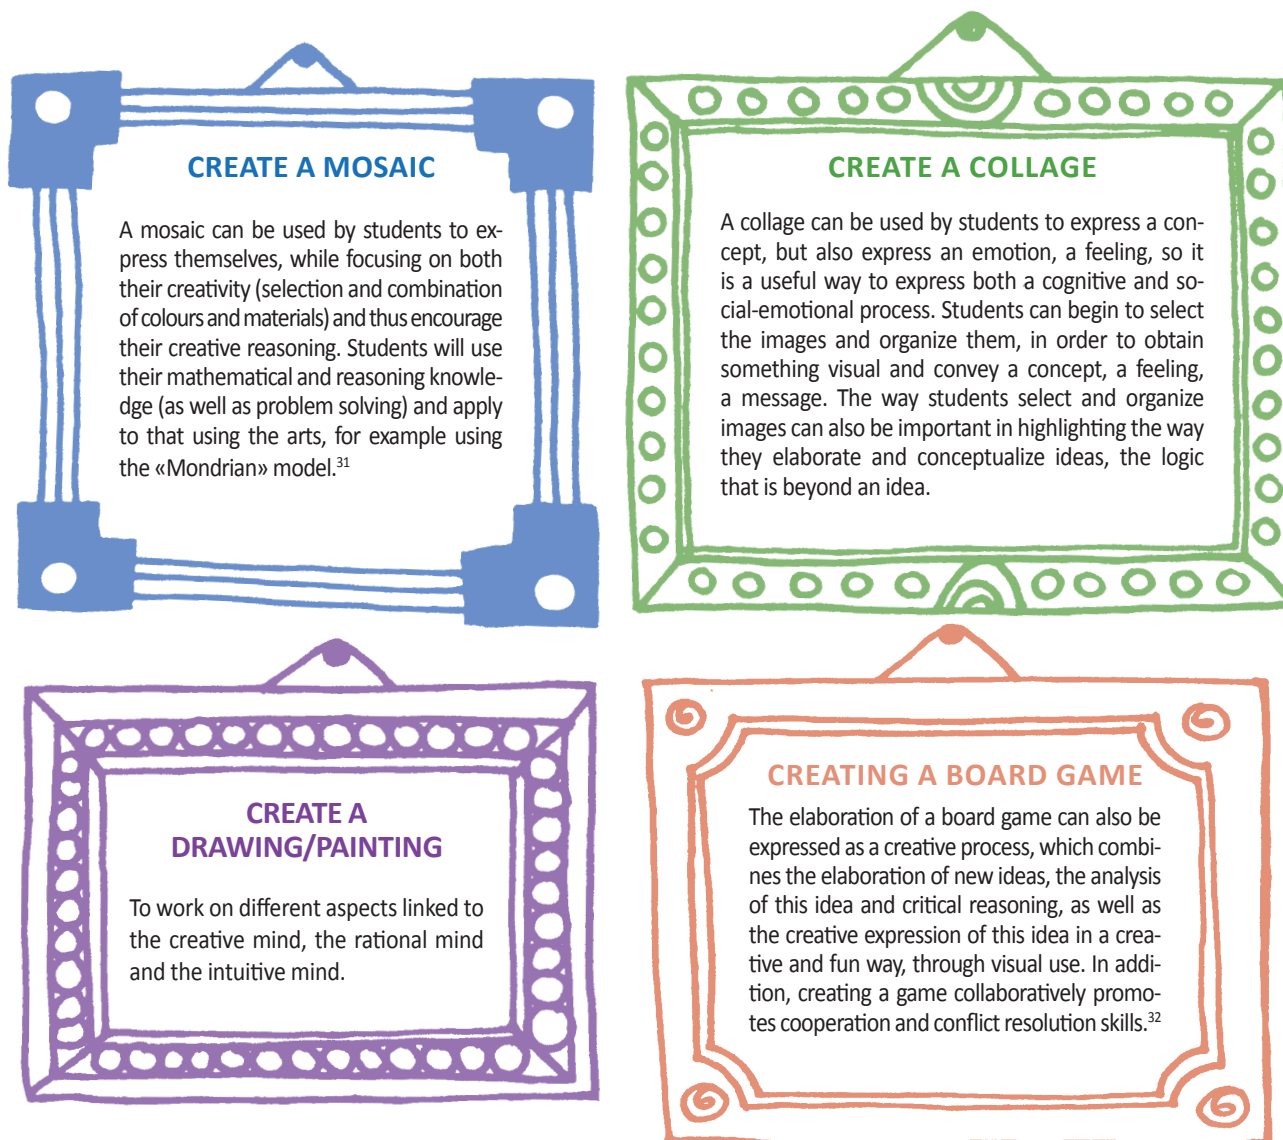 CREATE A MOSAIC
A mosaic can be used by students to ex-
press themselves, while focusing on both
their creativity (selection and combination
of colours and materials) and thus encourage
their creative reasoning. Students will use
their mathematical and reasoning knowle-
dge (as well as problem solving) and apply
to that using the arts, for example using
the «Mondrian» model.31
CREATE A COLLAGE
A collage can be used by students to express a con-
cept, but also express an emotion, a feeling, so it
is a useful way to express both a cognitive and so-
cial-emotional process. Students can begin to select
the images and organize them, in order to obtain
something visual and convey a concept, a feeling,
a message. The way students select and organize
images can also be important in highlighting the way
they elaborate and conceptualize ideas, the logic
that is beyond an idea.
CREATE A
DRAWING/PAINTING
To work on different aspects linked to
the creative mind, the rational mind
and the intuitive mind.
CREATING A BOARD GAME
The elaboration of a board game can also be
expressed as a creative process, which combi-
nes the elaboration of new ideas, the analysis
of this idea and critical reasoning, as well as
the creative expression of this idea in a crea-
tive and fun way, through visual use. In addi-
tion, creating a game collaboratively promo-
tes cooperation and conflict resolution skills.32